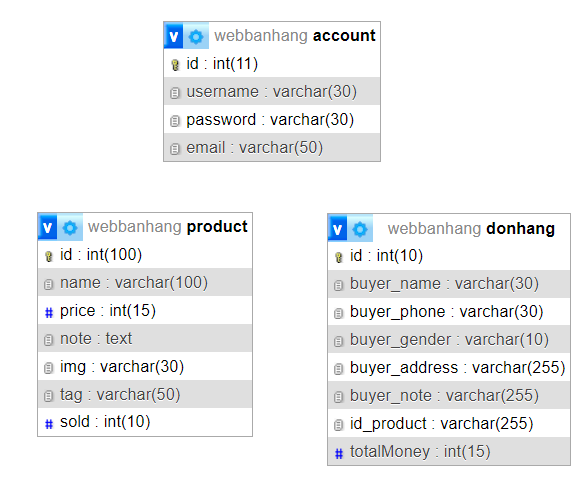 v webbanhang account
id : int(11)
username : varchar(30)
password : varchar(30)
email : varchar(50)
v webbanhang product
id : int(100)
name : varchar(100)
# price : int(15)
note : text
img : varchar(30)
tag : varchar(50)
# sold : int(10)
v webbanhang donhang
id : int(10)
buyer_name : varchar(30)
buyer_phone : varchar(30)
buyer_gender : varchar(10)
buyer_address : varchar(255)
buyer_note : varchar(255)
id_product : varchar(255)
# totalMoney : int(15)